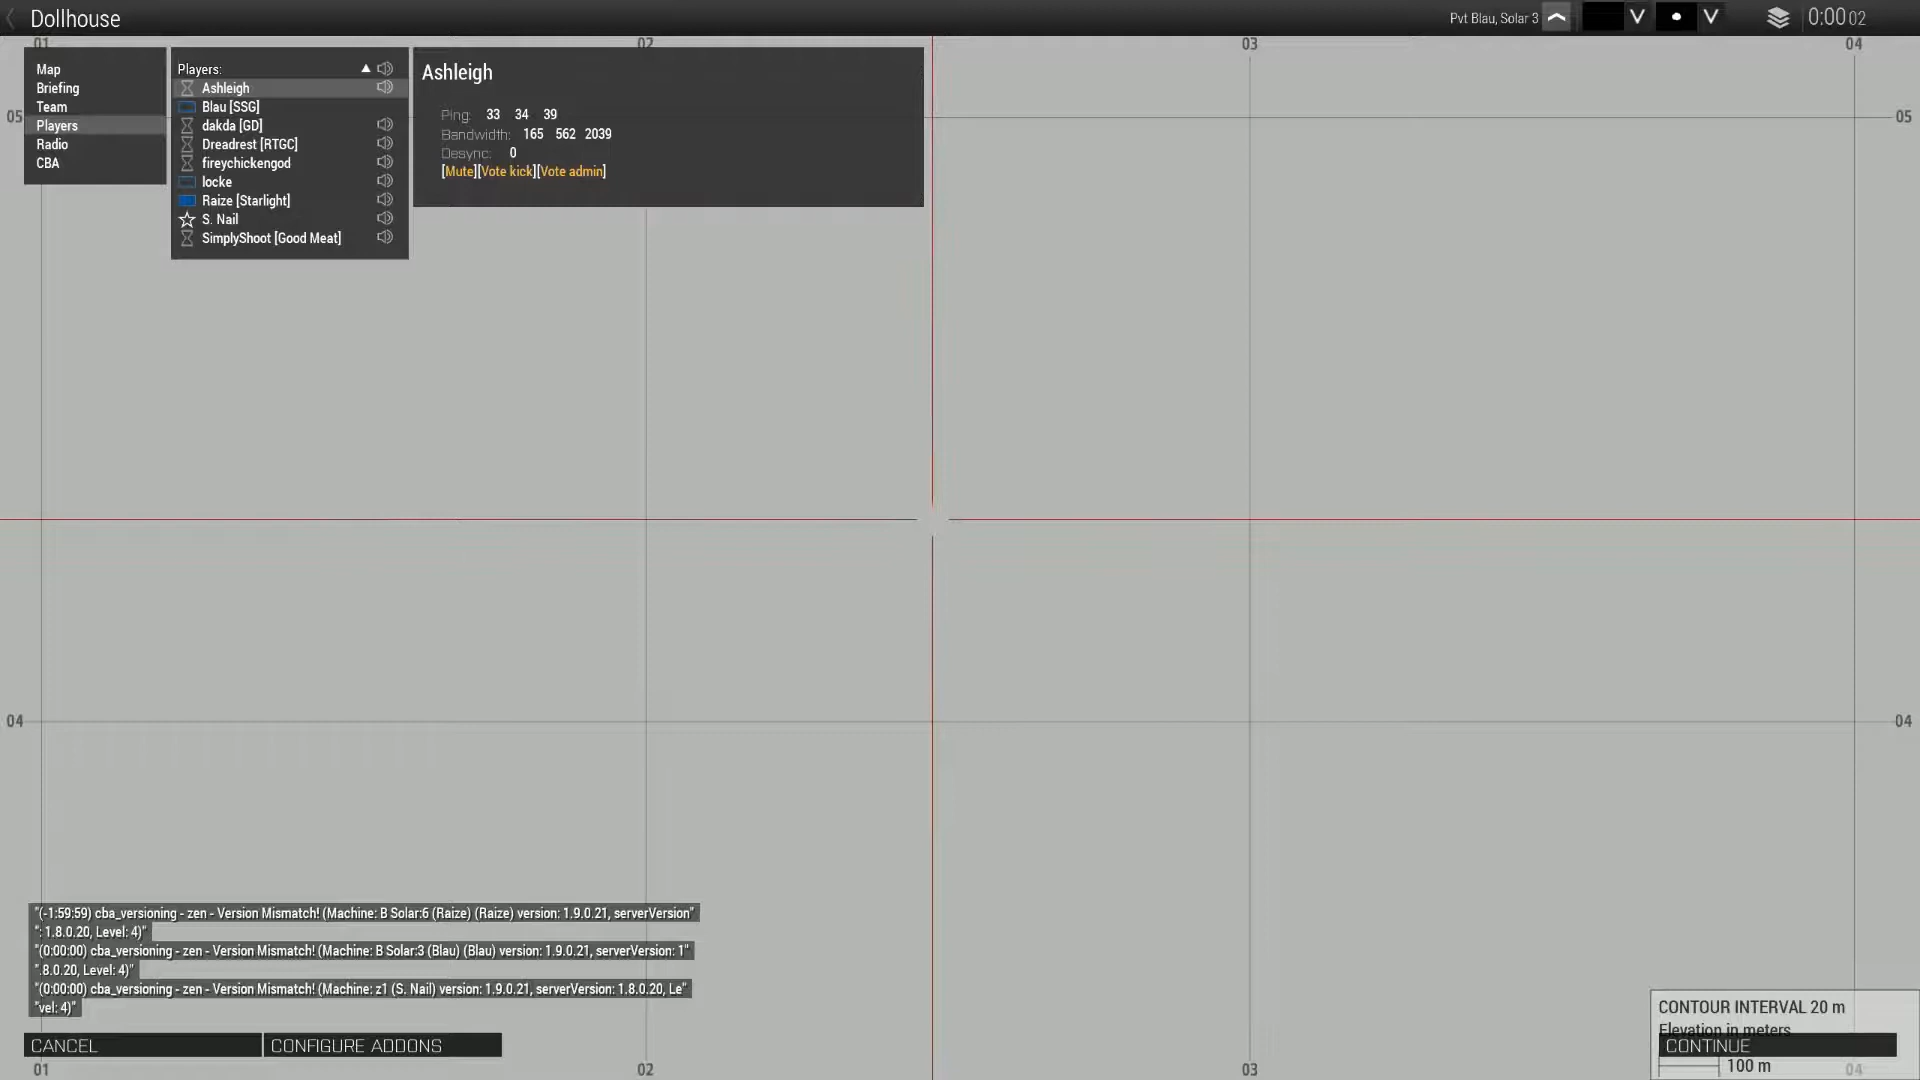 Dollhouse
Pvt Blau, Solar 3
0:00 02
01 02 03 04
05 05
Map
Briefing
Team
Players
Radio
CBA
Players:
Ashleigh
Blau [SSG]
dakda [GD]
Dreadrest [RTGC]
fireychickengod
locke
Raize [Starlight]
S. Nail
SimplyShoot [Good Meat]
Ashleigh
Ping: 33 34 39
Bandwidth: 165 562 2039
Desync: 0
[Mute][Vote kick][Vote admin]
04 04
"(-1:59:59) cba_versioning - zen - Version Mismatch! (Machine: B Solar:6 (Raize) (Raize) version: 1.9.0.21, serverVersion"
": 1.8.0.20, Level: 4)"
"(0:00:00) cba_versioning - zen - Version Mismatch! (Machine: B Solar:3 (Blau) (Blau) version: 1.9.0.21, serverVersion: 1"
".8.0.20, Level: 4)"
"(0:00:00) cba_versioning - zen - Version Mismatch! (Machine: z1 (S. Nail) version: 1.9.0.21, serverVersion: 1.8.0.20, Le"
"vel: 4)"
CANCEL
CONFIGURE ADDONS
CONTOUR INTERVAL 20 m
Elevation in meters
CONTINUE
100 m
01 02 03 04